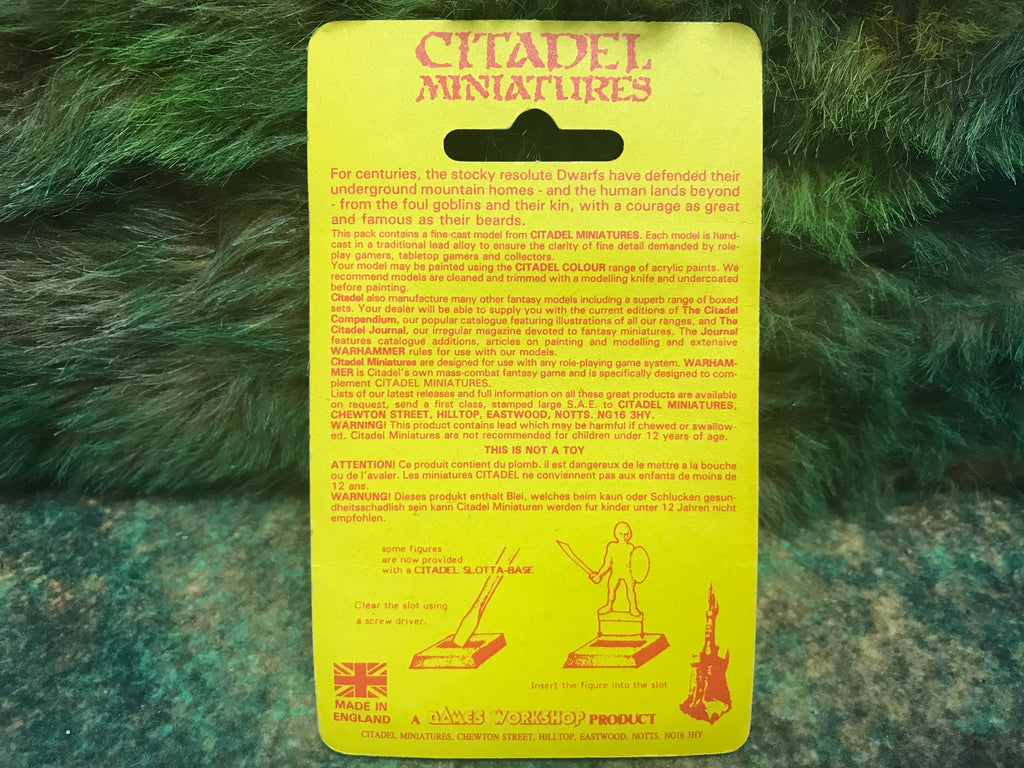 CITADEL
MINIATURES
For centuries, the stocky resolute Dwarfs have defended their
underground mountain homes - and the human lands beyond
- from the foul goblins and their kin, with a courage as great
and famous as their beards.
This pack contains a fine-cast model from CITADEL MINIATURES. Each model is hand-
cast in a traditional lead alloy to ensure the clarity of fine detail demanded by role-
play gamers, tabletop gamers and collectors.
Your model may be painted using the CITADEL COLOUR range of acrylic paints. We
recommend models are cleaned and trimmed with a modelling knife and undercoated
before painting.
Citadel also manufacture many other fantasy models including a superb range of boxed
sets. Your dealer will be able to supply you with the current editions of The Citadel
Compendium, our popular catalogue featuring illustrations of all our ranges, and The
Citadel Journal, our irregular magazine devoted to fantasy miniatures. The Journal
features catalogue additions, articles on painting and modelling and extensive
WARHAMMER rules for use with our models.
Citadel Miniatures are designed for use with any role-playing game system. WARHAM-
MER is Citadel's own mass-combat fantasy game and is specifically designed to com-
plement CITADEL MINIATURES.
Lists of our latest releases and full information on all these great products are available
on request, send a first class, stamped large S.A.E. to CITADEL MINIATURES,
CHEWTON STREET, HILLTOP, EASTWOOD, NOTTS. NG16 3HY.
WARNING! This product contains lead which may be harmful if chewed or swallow-
ed. Citadel Miniatures are not recommended for children under 12 years of age.
THIS IS NOT A TOY
ATTENTION! Ce produit contient du plomb. il est dangereux de le mettre a la bouche
ou de l'avaler. Les miniatures CITADEL ne conviennent pas aux enfants de moins de
12 ans.
WARNUNG! Dieses produkt enthalt Blei, welches beim kaun oder Schlucken gesun-
dheitsschadlish sein kann Citadel Miniaturen werden fur kinder unter 12 Jahren nicht
empfohlen.
some figures
are now provided
with a CITADEL SLOTTA-BASE
Clear the slot using
a screw driver.
Insert the figure into the slot
MADE IN
ENGLAND
A GAMES WORKSHOP PRODUCT
CITADEL MINIATURES, CHEWTON STREET, HILLTOP, EASTWOOD, NOTTS. NG16 3HY